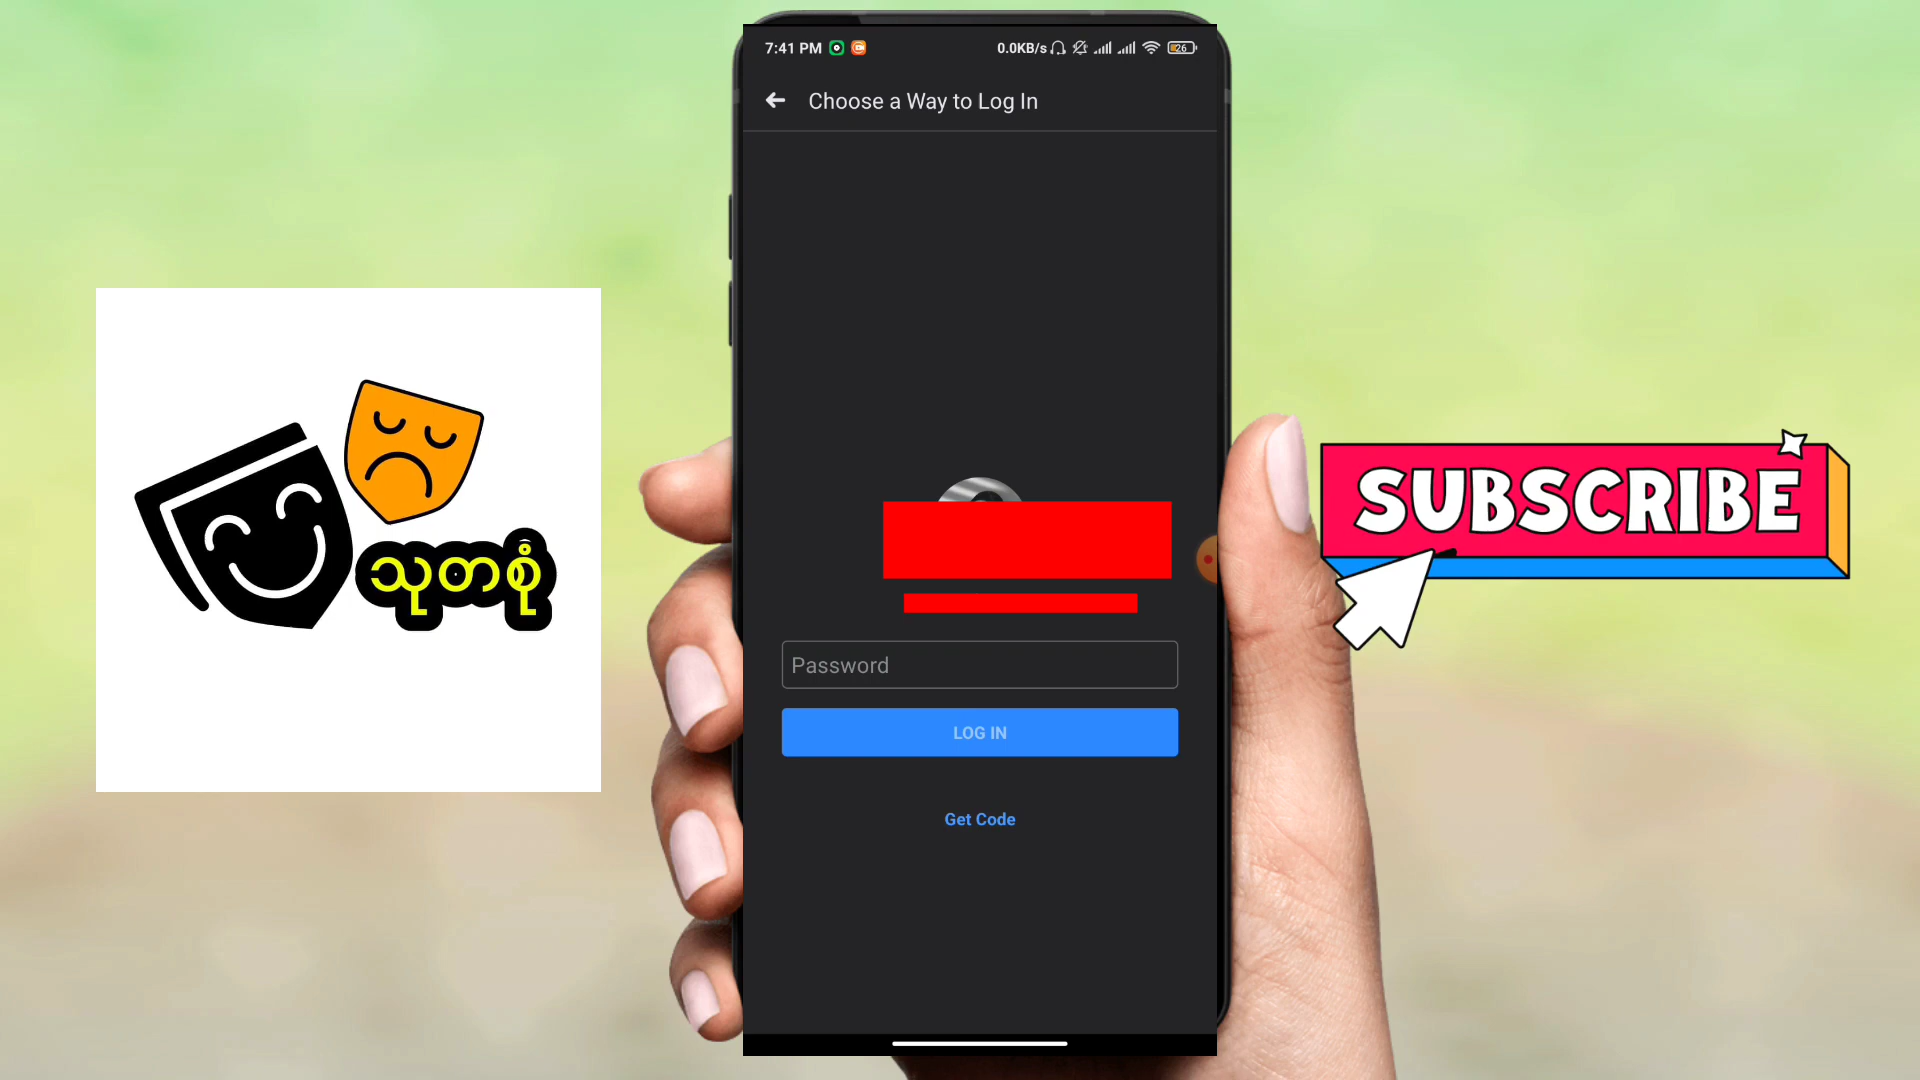 7:41 PM
0.0KB/s
26
Choose a Way to Log In
သုတစုံ
SUBSCRIBE
Password
LOG IN
Get Code